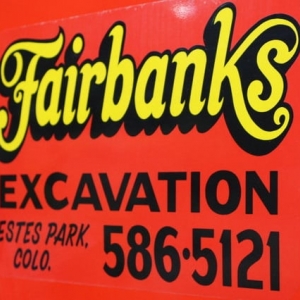 Fairbanks
EXCAVATION
ESTES PARK,
COLO.
586·5121